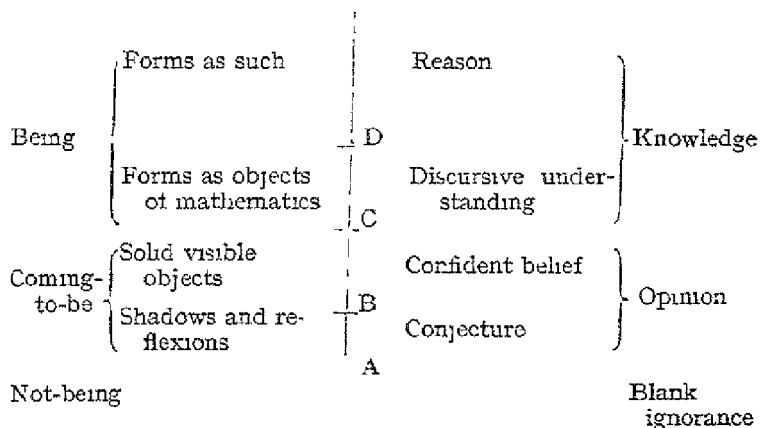 Forms as such
Reason
Being
D
Knowledge
Forms as objects
of mathematics
Discursive under-
standing
C
Solid visible
objects
Confident belief
Coming-
to-be
B
Opinion
Shadows and re-
flexions
Conjecture
A
Not-being
Blank
ignorance